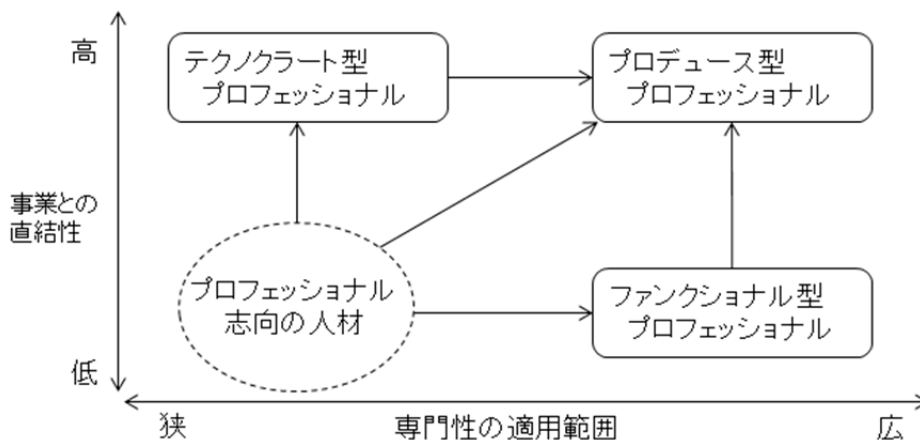 高
テクノクラート型
プロフェッショナル
プロデュース型
プロフェッショナル
事業との
直結性
プロフェッショナル
志向の人材
ファンクショナル型
プロフェッショナル
低
狭
専門性の適用範囲
広